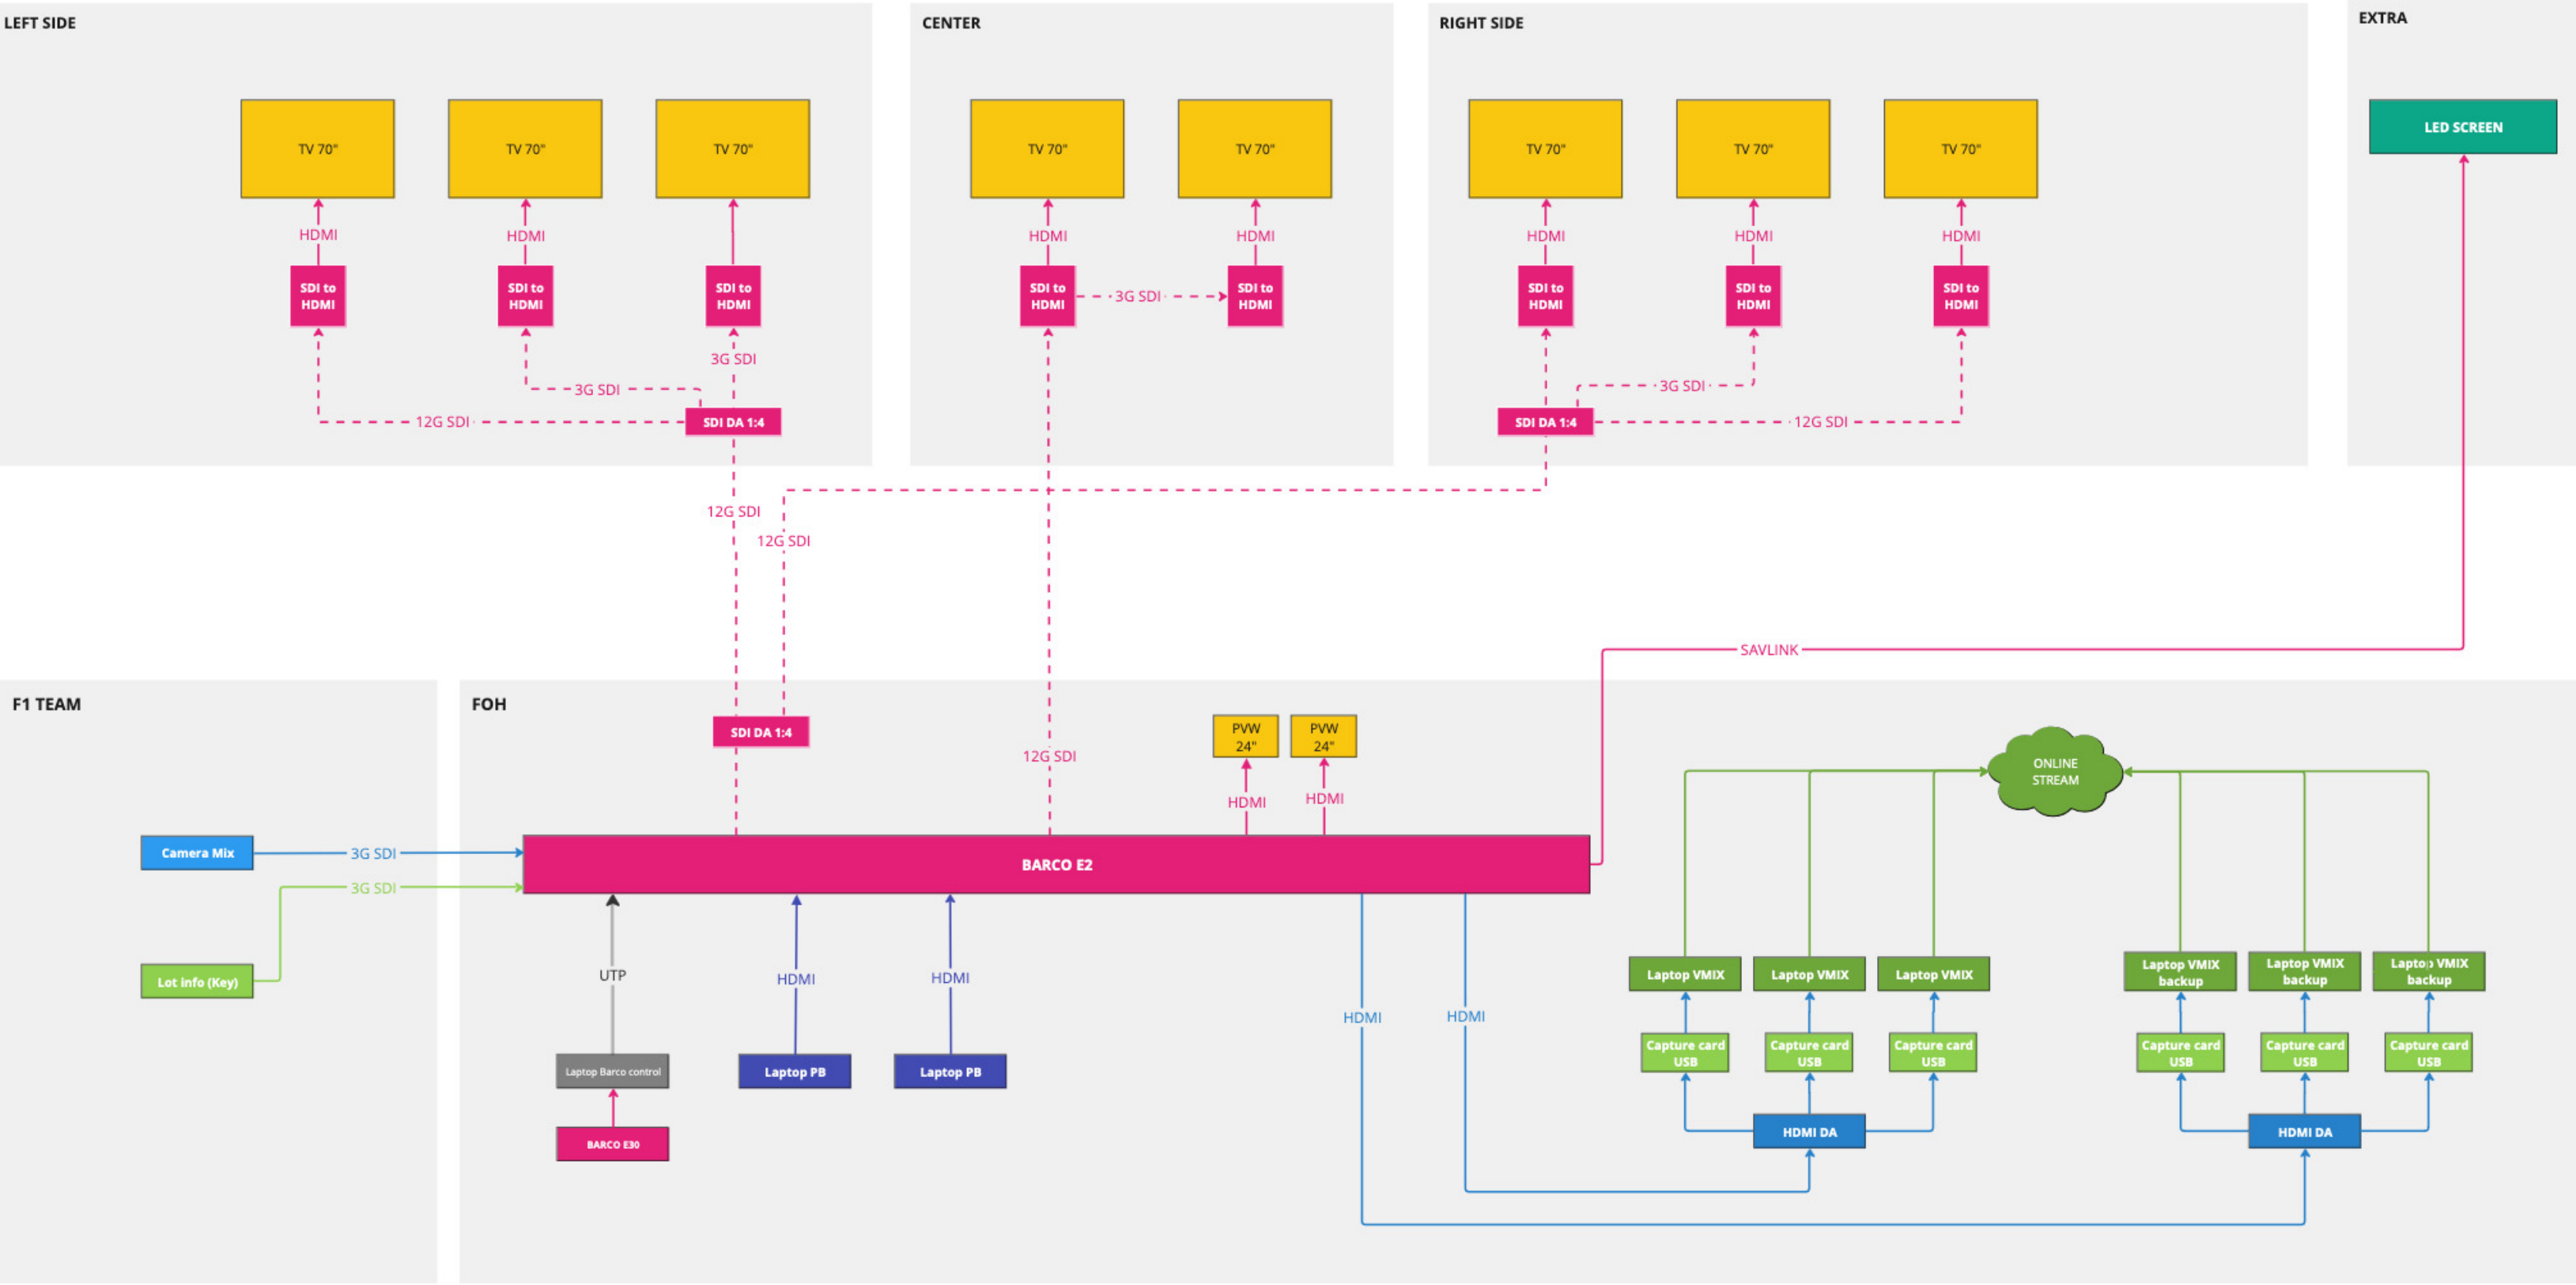 LEFT SIDE
CENTER
RIGHT SIDE
EXTRA
TV 70"
TV 70"
TV 70"
TV 70"
TV 70"
TV 70"
TV 70"
TV 70"
LED SCREEN
HDMI
HDMI
HDMI
HDMI
HDMI
HDMI
HDMI
SDI to
HDMI
SDI to
HDMI
SDI to
HDMI
SDI to
HDMI
3G SDI
SDI to
HDMI
SDI to
HDMI
SDI to
HDMI
SDI to
HDMI
3G SDI
3G SDI
3G SDI
12G SDI
SDI DA 1:4
SDI DA 1:4
12G SDI
12G SDI
12G SDI
SAVLINK
F1 TEAM
FOH
SDI DA 1:4
12G SDI
PVW
24"
PVW
24"
HDMI
HDMI
ONLINE
STREAM
Camera Mix
3G SDI
BARCO E2
3G SDI
Lot info (Key)
UTP
HDMI
HDMI
HDMI
HDMI
Laptop VMIX
Laptop VMIX
Laptop VMIX
Laptop VMIX
backup
Laptop VMIX
backup
Laptop VMIX
backup
Capture card
USB
Capture card
USB
Capture card
USB
Capture card
USB
Capture card
USB
Capture card
USB
Laptop Barco control
Laptop PB
Laptop PB
HDMI DA
HDMI DA
BARCO E30